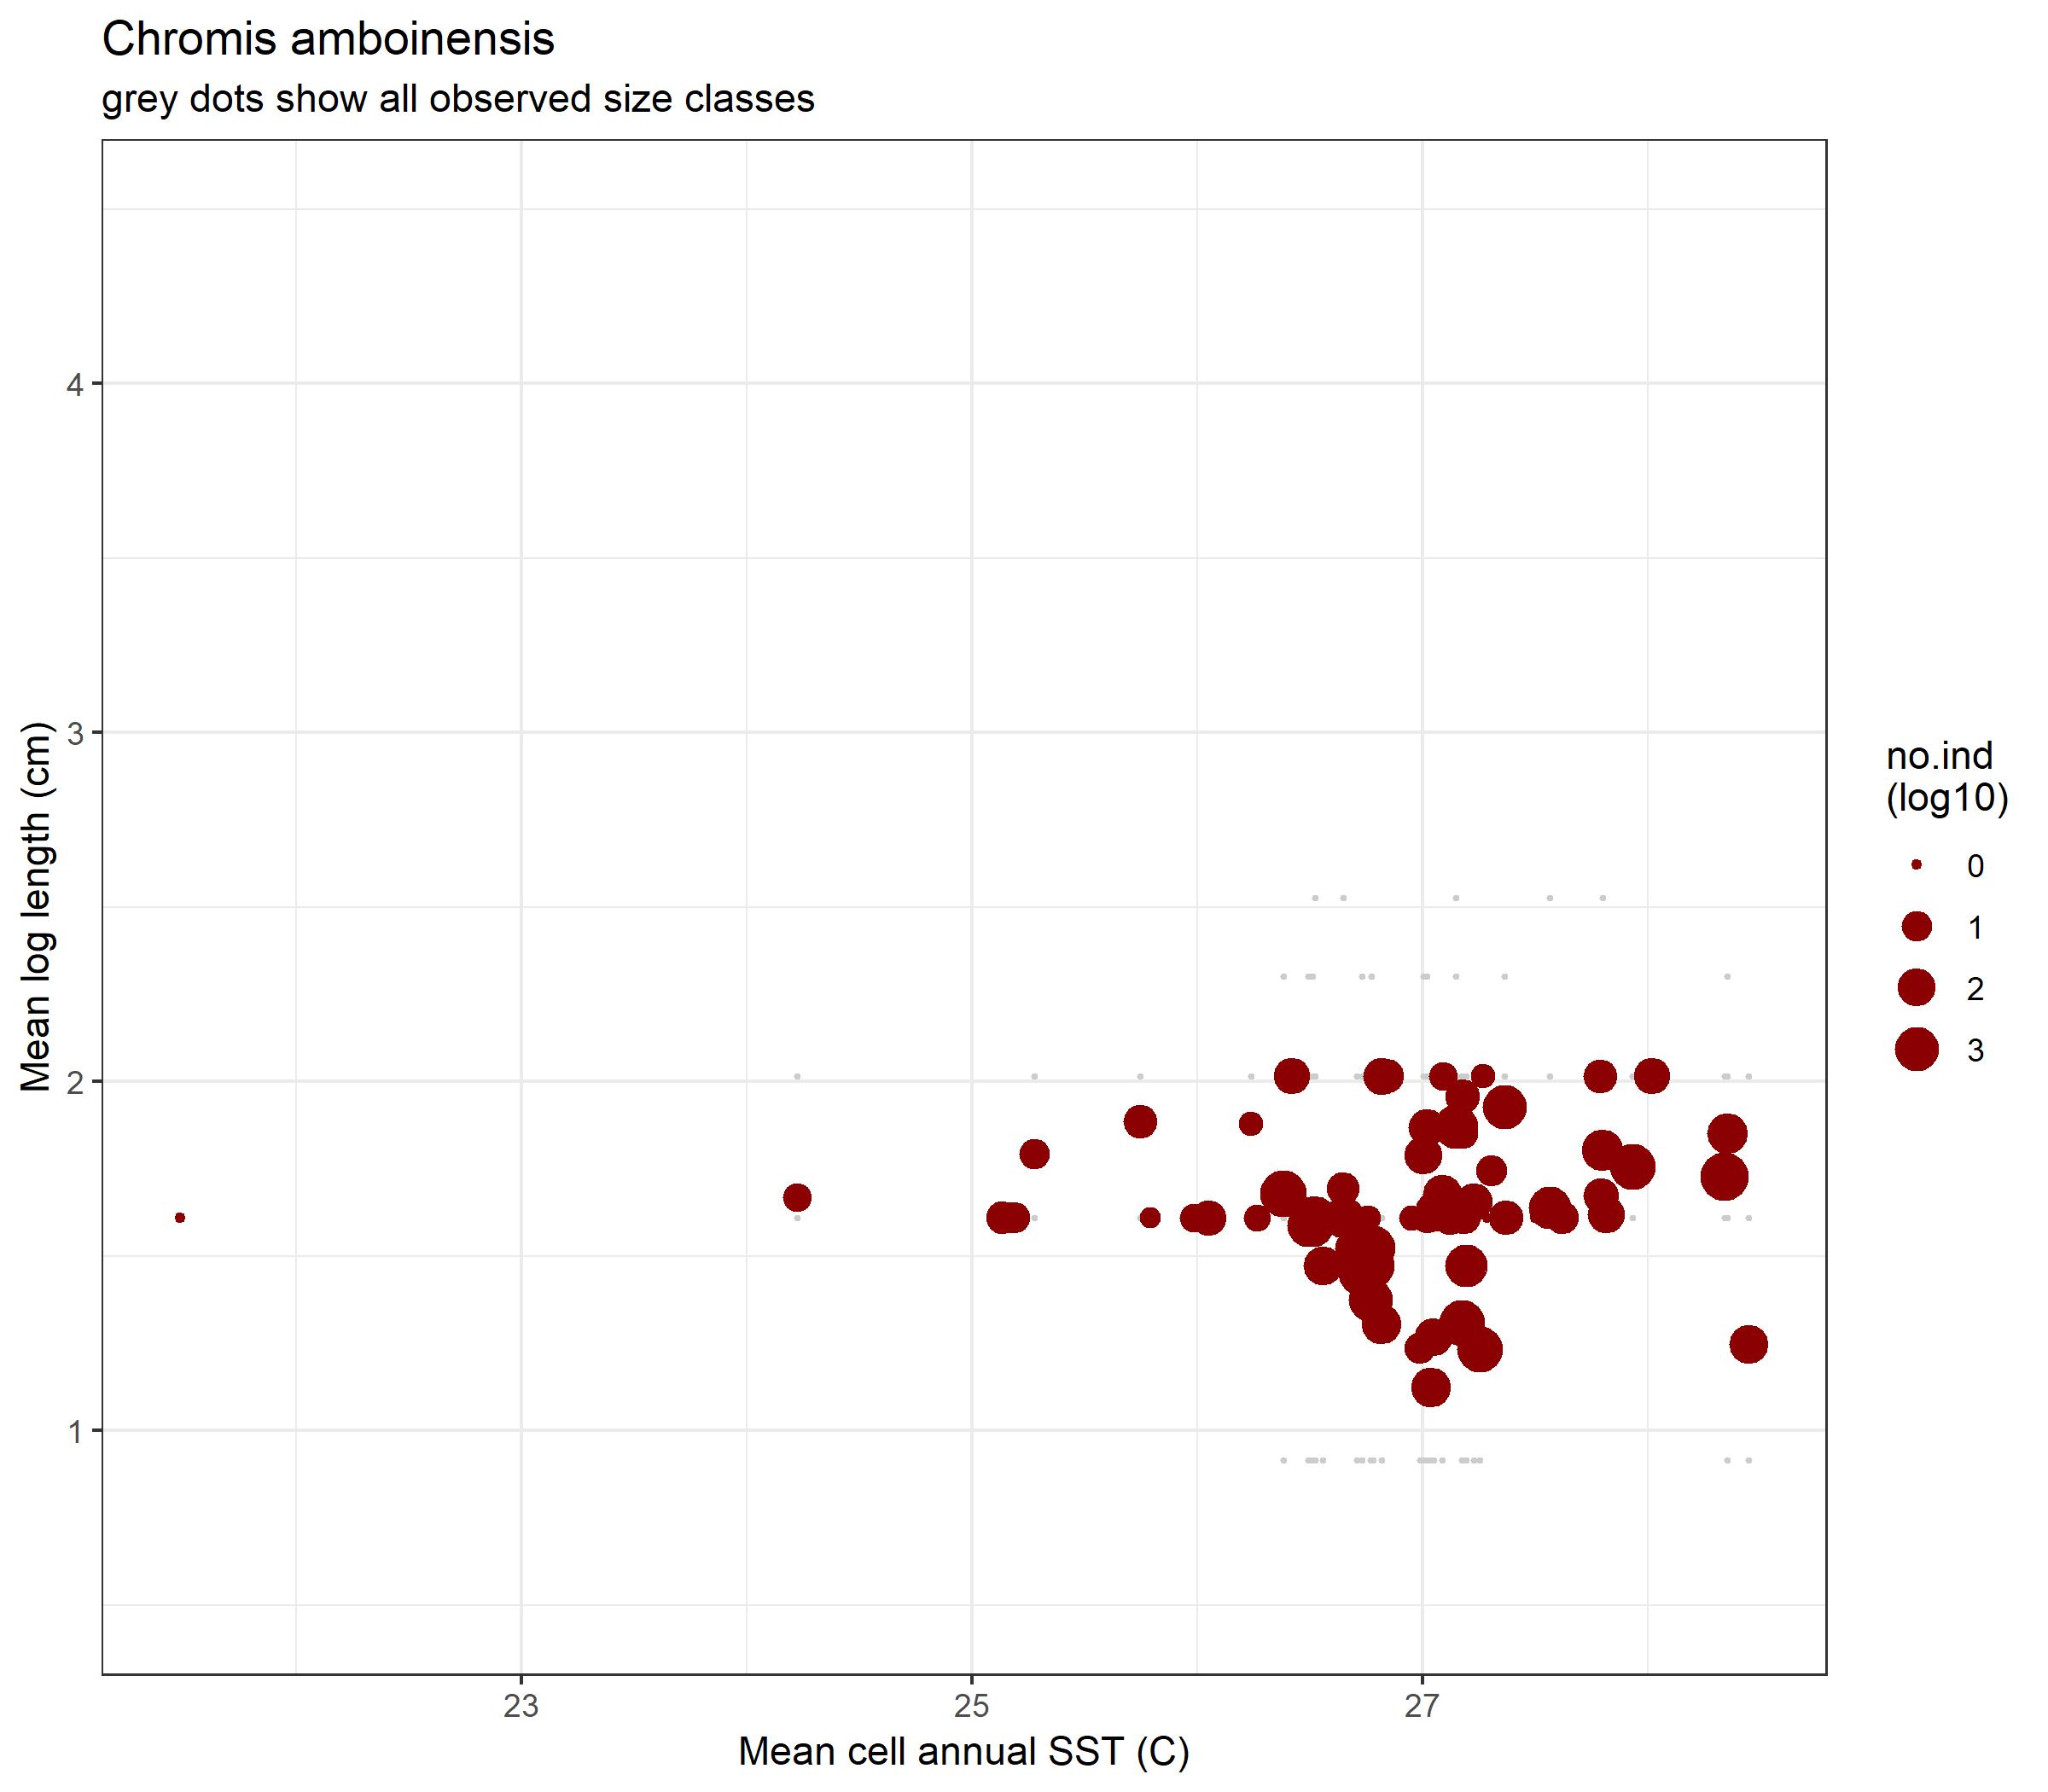 Chromis amboinensis
grey dots show all observed size classes
4
3
2
1
Mean log length (cm)
23 25 27
Mean cell annual SST (C)
no.ind
(log10)
0
1
2
3